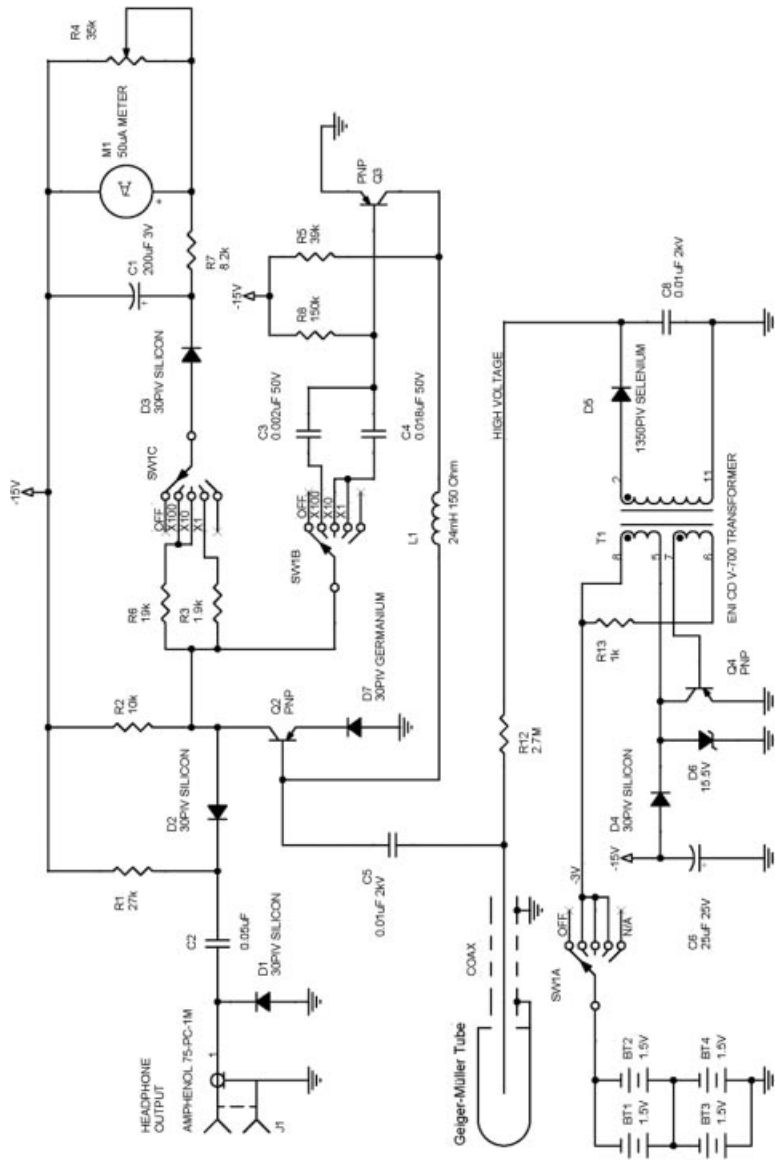 HEADPHONE
OUTPUT
AMPHENOL 75-PC-1M
1
J1
D1
30PIV SILICON
C2
0.05uF
R1
27k
D2
30PIV SILICON
R2
10k
-15V
R6
19k
R3
1.9k
OFF
X100
X10
X1
SW1C
D3
30PIV SILICON
C1
200uF 3V
+
M1
50uA METER
+
R4
35k
R7
8.2k
Q2
PNP
D7
30PIV GERMANIUM
SW1B
OFF
X100
X10
X1
C3
0.002uF 50V
C4
0.018uF 50V
-15V
R8
150k
R5
39k
PNP
Q3
L1
24mH 150 Ohm
C5
0.01uF 2kV
Geiger-Müller Tube
COAX
R12
2.7M
HIGH VOLTAGE
BT1
1.5V
BT2
1.5V
BT3
1.5V
BT4
1.5V
SW1A
OFF
N/A
-3V
-15V
C6
25uF 25V
+
D4
30PIV SILICON
D6
15.5V
Q4
PNP
R13
1k
T1
8
5
7
6
2
11
ENI CD V-700 TRANSFORMER
1350PIV SELENIUM
D5
C8
0.01uF 2kV